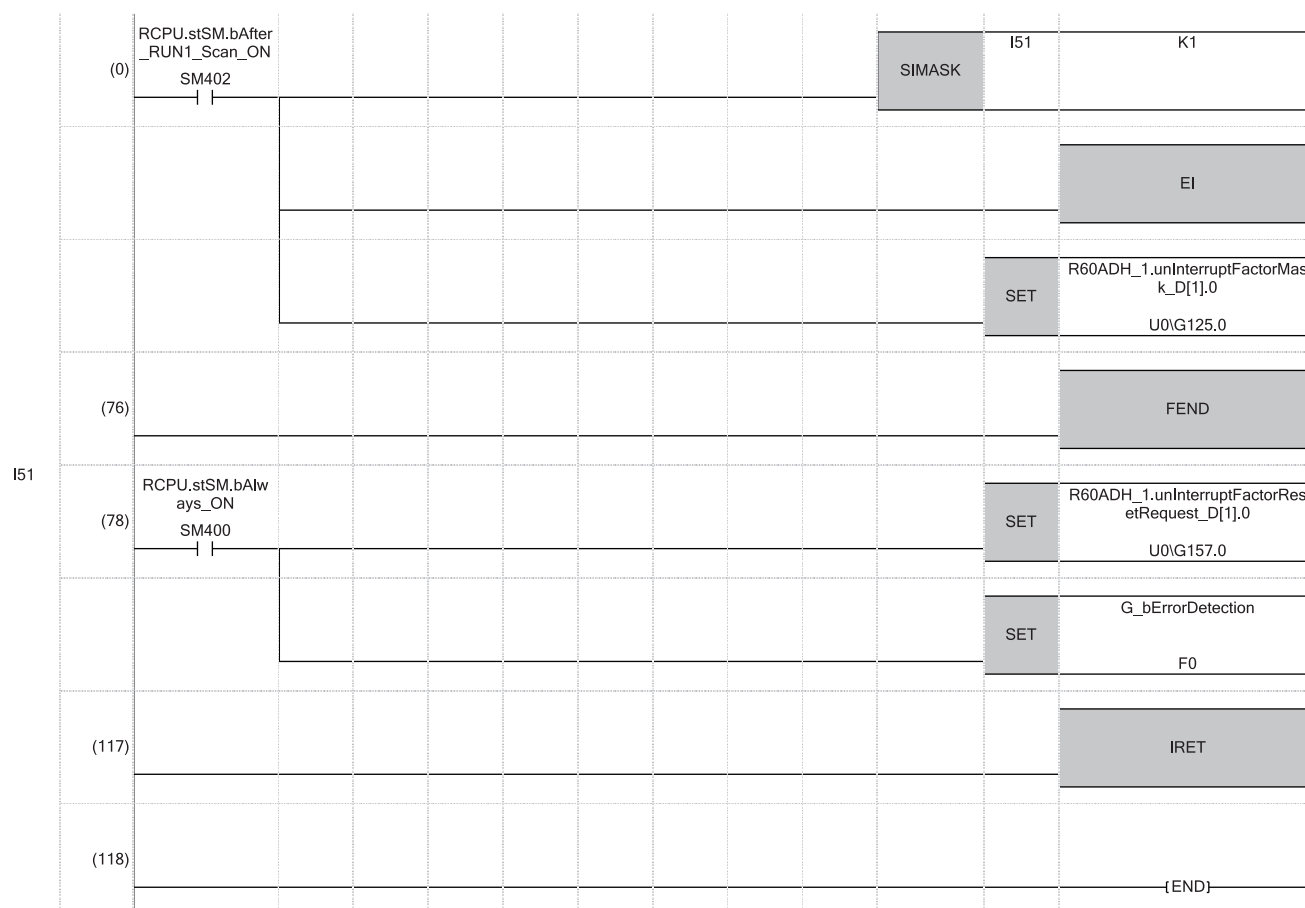 RCPU.stSM.bAfter
_RUN1_Scan_ON
(0)
SM402
SIMASK
I51
K1
EI
SET
R60ADH_1.unInterruptFactorMas
k_D[1].0
U0\G125.0
(76)
FEND
I51
RCPU.stSM.bAlw
ays_ON
(78)
SM400
SET
R60ADH_1.unInterruptFactorRes
etRequest_D[1].0
U0\G157.0
SET
G_bErrorDetection
F0
(117)
IRET
(118)
{END}